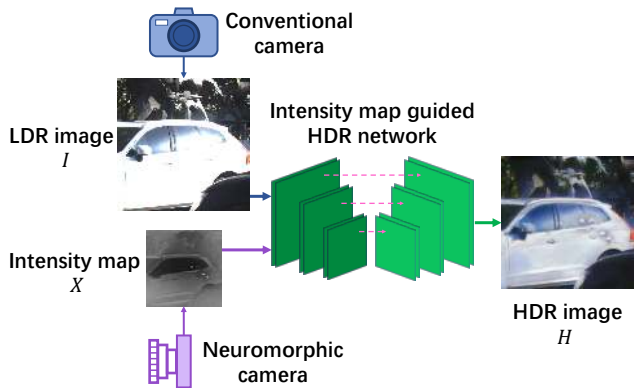 Conventional
camera
LDR image
I
Intensity map guided
HDR network
Intensity map
X
HDR image
H
Neuromorphic
camera